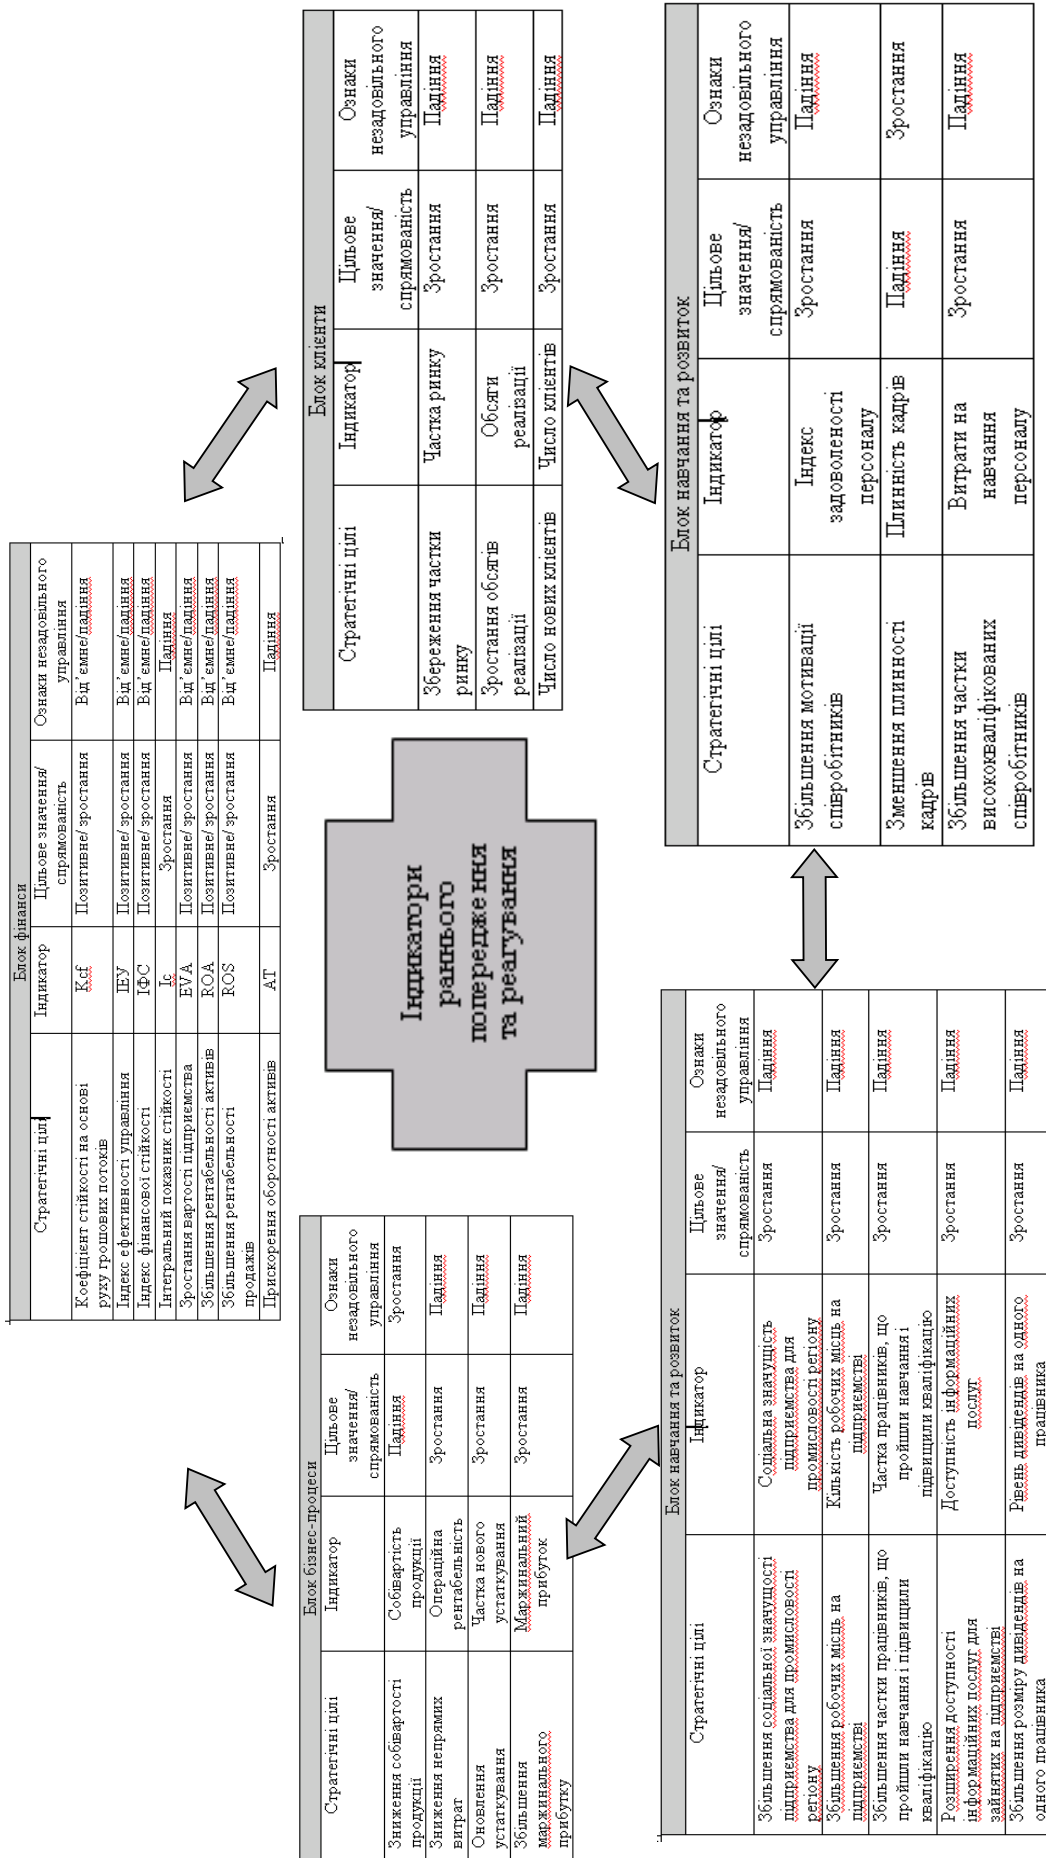 Блок фінанси
Стратегічні цілі
Індикатор
Цільове значення/
спрямованість
Ознаки незадовільного
управління
Коефіцієнт стійкості на основі
руху грошових потоків
Kcf
Позитивне/ зростання
Від’ємне/падіння
Індекс ефективності управління
ІЕУ
Позитивне/ зростання
Від’ємне/падіння
Індекс фінансової стійкості
ІФС
Позитивне/ зростання
Від’ємне/падіння
Інтегральний показник стійкості
Іс
Зростання
Падіння
Зростання вартості підприємства
EVA
Позитивне/ зростання
Від’ємне/падіння
Збільшення рентабельності активів
ROA
Позитивне/ зростання
Від’ємне/падіння
Збільшення рентабельності
продажів
ROS
Позитивне/ зростання
Від’ємне/падіння
Прискорення оборотності активів
АТ
Зростання
Падіння
Блок бізнес-процеси
Стратегічні цілі
Індикатор
Цільове
значення/
спрямованість
Ознаки
незадовільного
управління
Зниження собівартості
продукції
Собівартість
продукції
Падіння
Зростання
Зниження непрямих
витрат
Операційна
рентабельність
Зростання
Падіння
Оновлення
устаткування
Частка нового
устаткування
Зростання
Падіння
Збільшення
маржинального
прибутку
Маржинальний
прибуток
Зростання
Падіння
Індикатори
раннього
попередження
та реагування
Блок клієнти
Стратегічні цілі
Індикатор
Цільове
значення/
спрямованість
Ознаки
незадовільного
управління
Збереження частки
ринку
Частка ринку
Зростання
Падіння
Зростання обсягів
реалізації
Обсяги
реалізації
Зростання
Падіння
Число нових клієнтів
Число клієнтів
Зростання
Падіння
Блок навчання та розвиток
Стратегічні цілі
Індикатор
Цільове
значення/
спрямованість
Ознаки
незадовільного
управління
Збільшення соціальної значущості
підприємства для промисловості
регіону
Соціальна значущість
підприємства для
промисловості регіону
Зростання
Падіння
Збільшення робочих місць на
підприємстві
Кількість робочих місць на
підприємстві
Зростання
Падіння
Збільшення частки працівників, що
пройшли навчання і підвищили
кваліфікацію
Частка працівників, що
пройшли навчання і
підвищили кваліфікацію
Зростання
Падіння
Розширення доступності
інформаційних послуг для
зайнятих на підприємстві
Доступність інформаційних
послуг
Зростання
Падіння
Збільшення розміру дивідендів на
одного працівника
Рівень дивидендів на одного
працівника
Зростання
Падіння
Блок навчання та розвиток
Стратегічні цілі
Індикатор
Цільове
значення/
спрямованість
Ознаки
незадовільного
управління
Збільшення мотивації
співробітників
Індекс
задоволеності
персоналу
Зростання
Падіння
Зменшення плинності
кадрів
Плинність кадрів
Падіння
Зростання
Збільшення частки
висококваліфікованих
співробітників
Витрати на
навчання
персоналу
Зростання
Падіння